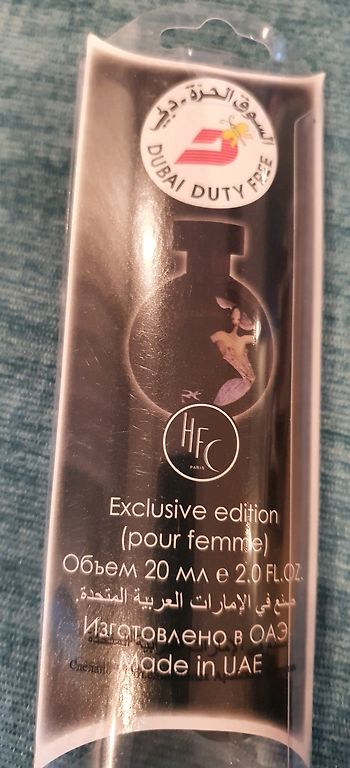 السوق الحرة - دبي
DUBAI DUTY FREE
HFC
PARIS
Exclusive edition
(pour femme)
Объем 20 мл e 2.0 FL.OZ.
صنع في الإمارات العربية المتحدة.
Изготовлено в ОАЭ
Made in UAE